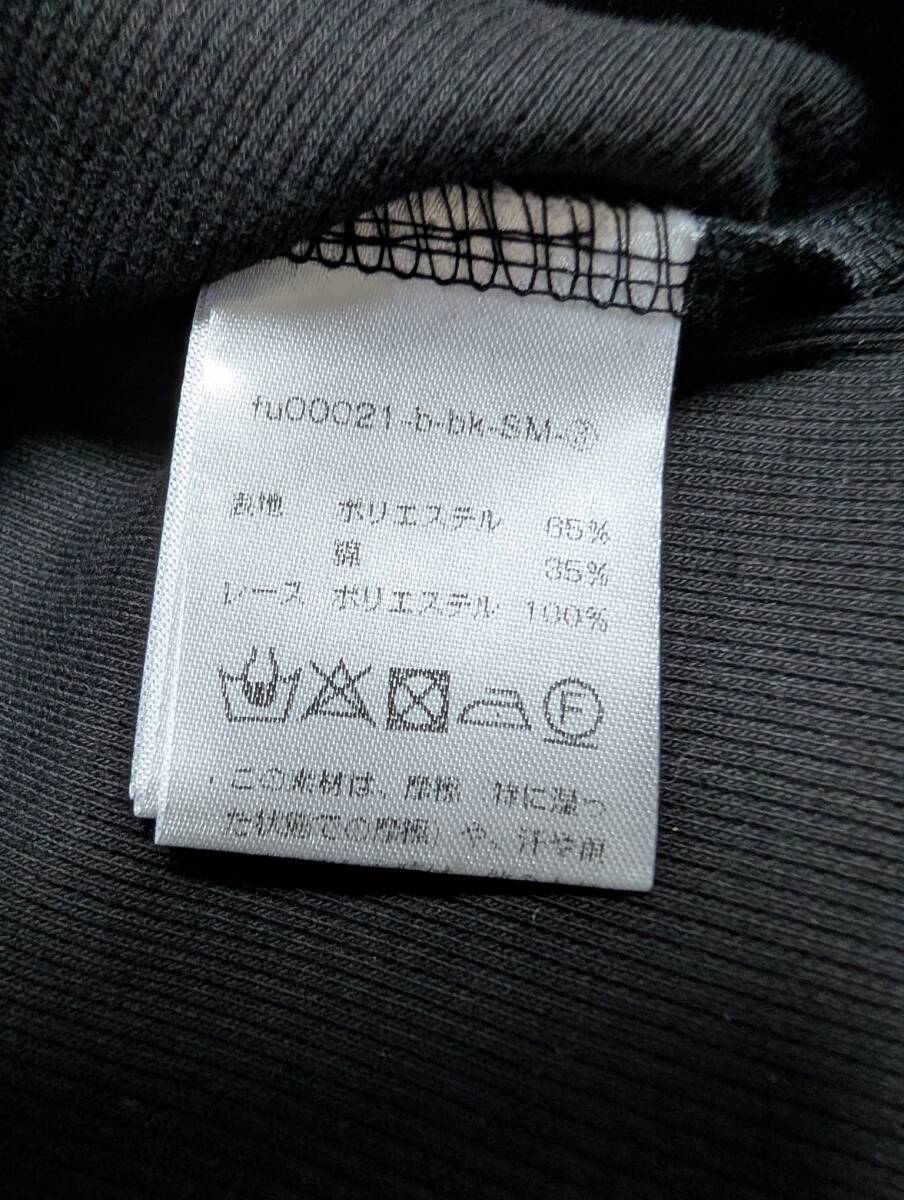 fu00021-b-bk-SM-③
表地 ポリエステル 65%
綿 35%
レース ポリエステル 100%
F
・この素材は、摩擦 特に湿っ
た状態での摩擦）や、汗や雨